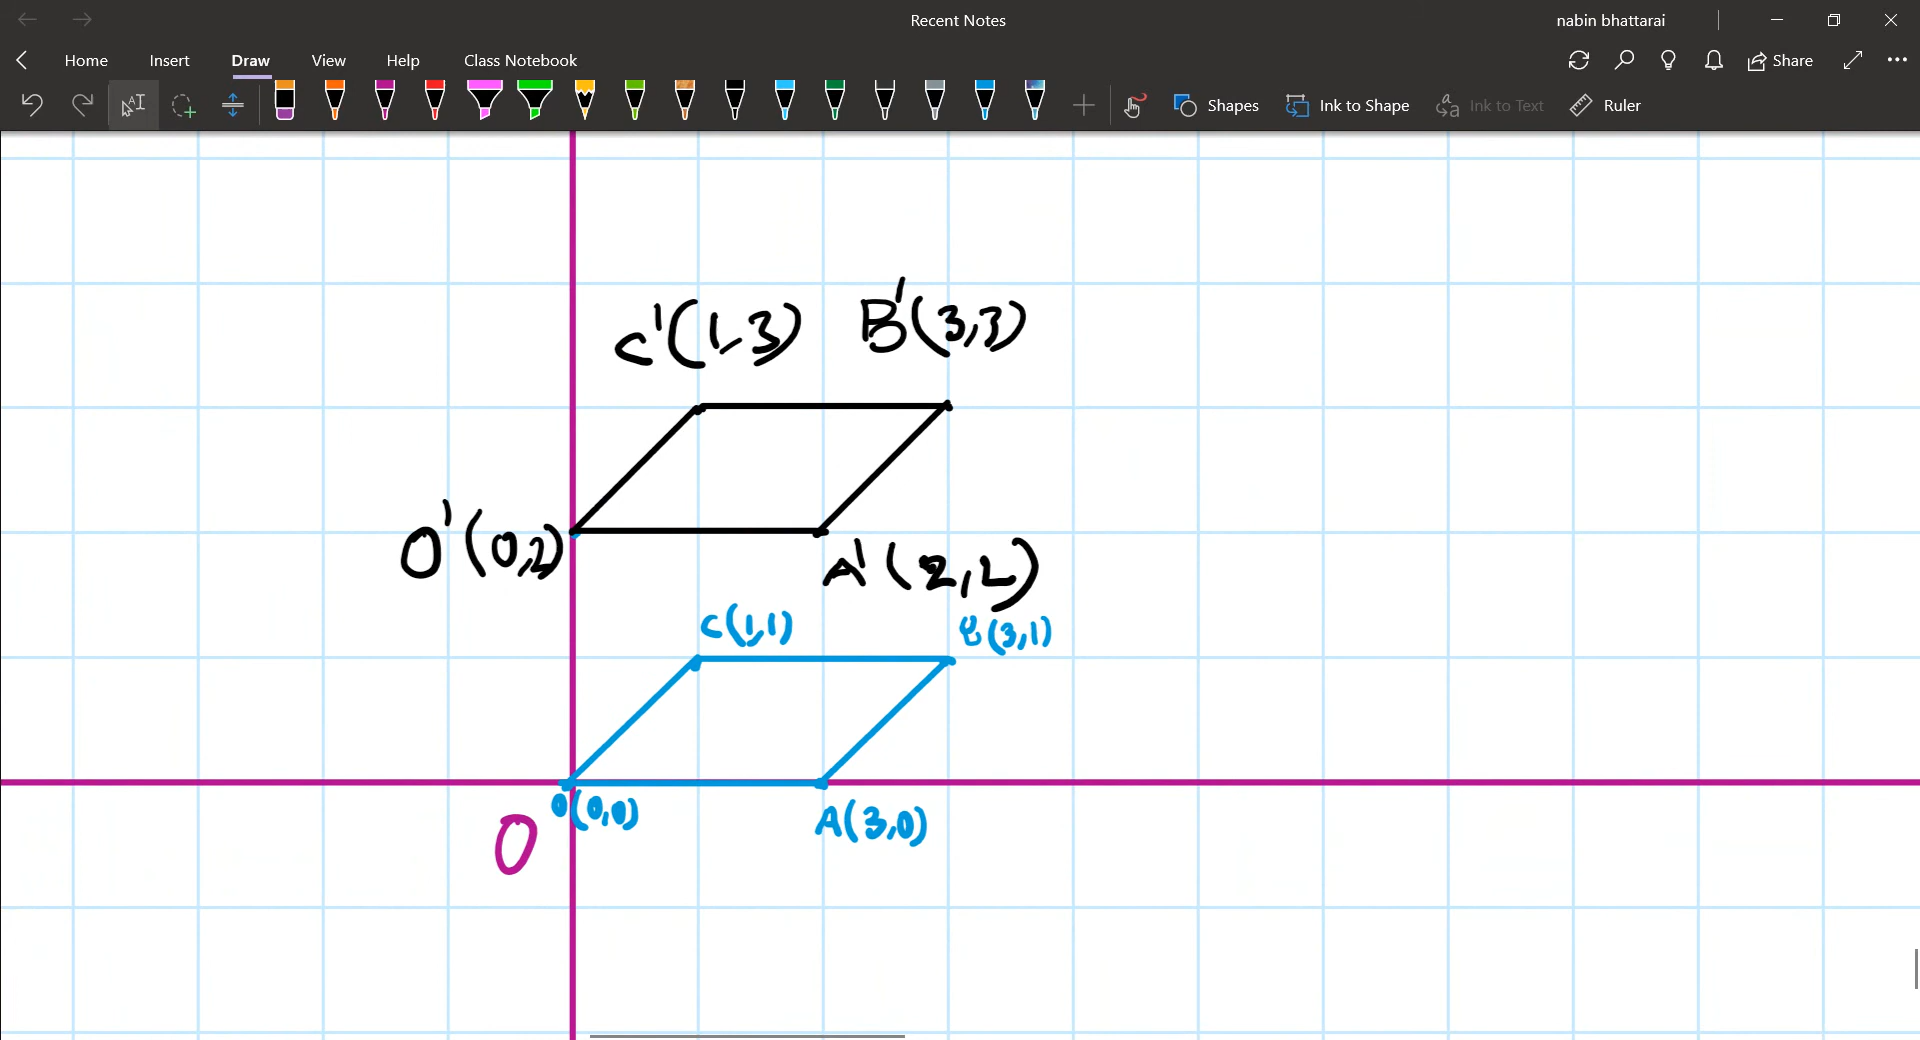 Recent Notes
nabin bhattarai
Home Insert Draw View Help Class Notebook
Share
Shapes Ink to Shape Ink to Text Ruler
C'(1,3) B'(3,3)
O'(0,2)
A'(2,2)
C(1,1)
(3,1)
O(0,0)
A(3,0)
O